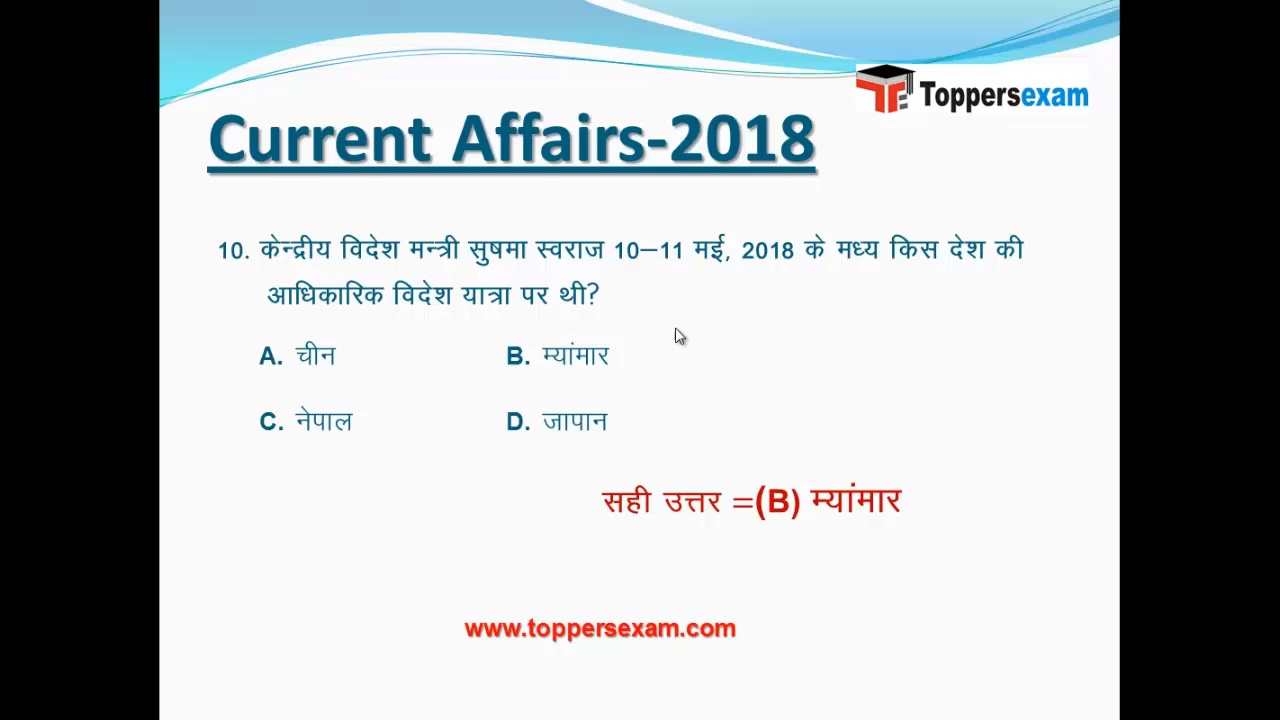 Toppersexam
Current Affairs-2018
10. केन्द्रीय विदेश मन्त्री सुषमा स्वराज 10–11 मई, 2018 के मध्य किस देश की
आधिकारिक विदेश यात्रा पर थी?
A. चीन B. म्यांमार
C. नेपाल D. जापान
सही उत्तर =(B) म्यांमार
www.toppersexam.com